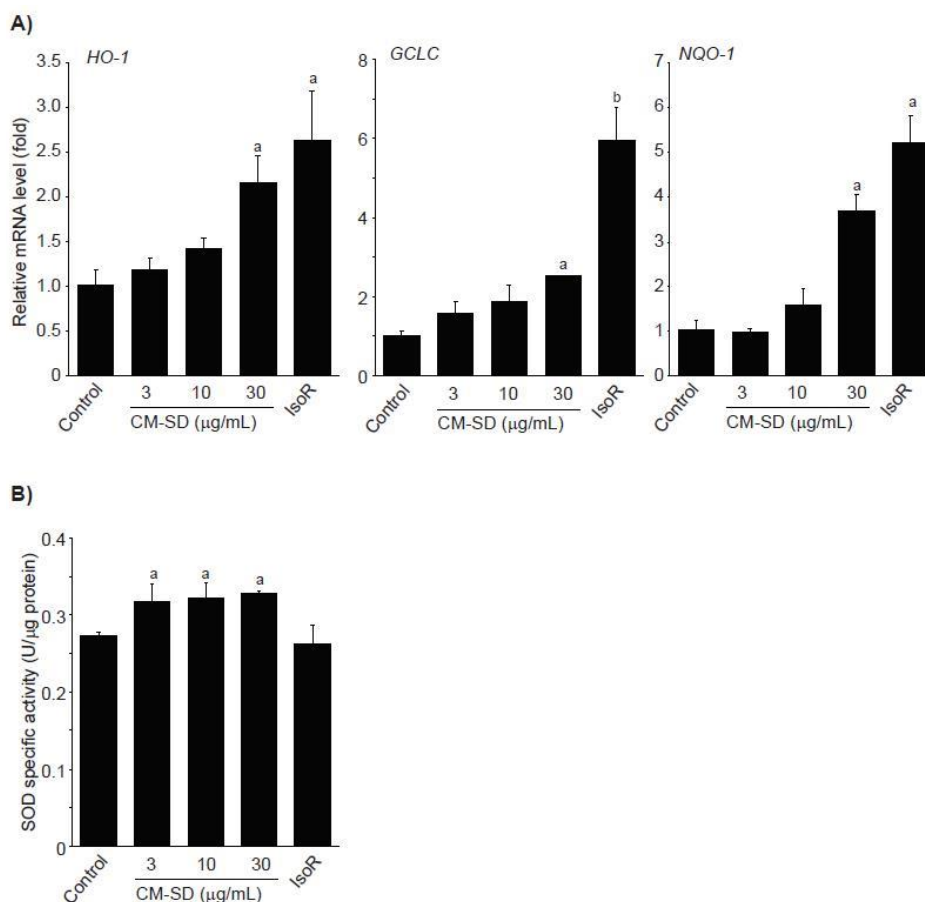 A)
HO-1
GCLC
NQO-1
Relative mRNA level (fold)
3.5
3.0
2.5
2.0
1.5
1.0
0.5
0
a
a
Control
3
10
30
IsoR
CM-SD (μg/mL)
8
6
4
2
0
a
b
Control
3
10
30
IsoR
CM-SD (μg/mL)
7
6
5
4
3
2
1
0
a
a
Control
3
10
30
IsoR
CM-SD (μg/mL)
B)
SOD specific activity (U/μg protein)
0.4
0.3
0.2
0.1
0
a
a
a
Control
3
10
30
IsoR
CM-SD (μg/mL)